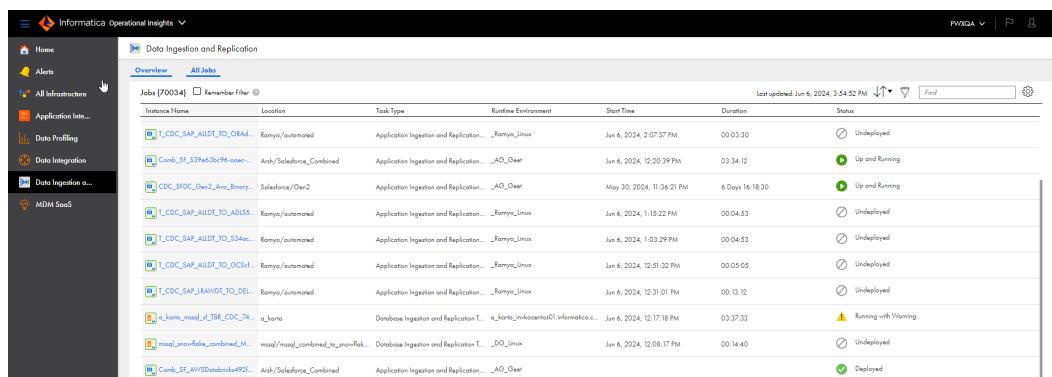 Informatica Operational Insights
PWXQA
Home
Alerts
All Infrastructure
Application Inte...
Data Profiling
Data Integration
Data Ingestion a...
MDM SaaS
Data Ingestion and Replication
Overview All Jobs
Jobs (70034) Remember Filter Last updated: Jun 6, 2024, 3:54:52 PM Find
Instance Name Location Task Type Runtime Environment Start Time Duration Status
T_CDC_SAP_ALLDT_TO_ORAd... Ramya/automated Application Ingestion and Replication... _Ramya_Linux Jun 6, 2024, 2:07:37 PM 00:03:30 Undeployed
Comb_SF_S39e63bc96-aaec-... Arsh/Salesforce_Combined Application Ingestion and Replication... _AG_Geet Jun 6, 2024, 12:20:39 PM 03:34:12 Up and Running
CDC_SFDC_Gen2_Avo_Binary... Salesforce/Gen2 Application Ingestion and Replication... _AG_Geet May 30, 2024, 11:36:21 PM 6 Days 16:18:30 Up and Running
T_CDC_SAP_ALLDT_TO_ADLS5... Ramya/automated Application Ingestion and Replication... _Ramya_Linux Jun 6, 2024, 1:15:22 PM 00:04:53 Undeployed
T_CDC_SAP_ALLDT_TO_S34ac... Ramya/automated Application Ingestion and Replication... _Ramya_Linux Jun 6, 2024, 1:03:29 PM 00:04:53 Undeployed
T_CDC_SAP_ALLDT_TO_GCScf... Ramya/automated Application Ingestion and Replication... _Ramya_Linux Jun 6, 2024, 12:51:32 PM 00:05:05 Undeployed
T_CDC_SAP_LRAWDT_TO_DEL... Ramya/automated Application Ingestion and Replication... _Ramya_Linux Jun 6, 2024, 12:31:01 PM 00:13:12 Undeployed
a_karta_mssql_sf_TBR_CDC_74... a_karta Database Ingestion and Replication T... a_karta_invkacentos01.informatica.c... Jun 6, 2024, 12:17:18 PM 03:37:33 Running with Warning
mssql_snowflake_combined_M... mssql/mssql_combined_to_snowflak... Database Ingestion and Replication T... _DG_Linux Jun 6, 2024, 12:08:17 PM 00:14:40 Undeployed
Comb_SF_AWSDatabricks492f... Arsh/Salesforce_Combined Application Ingestion and Replication... _AG_Geet Deployed